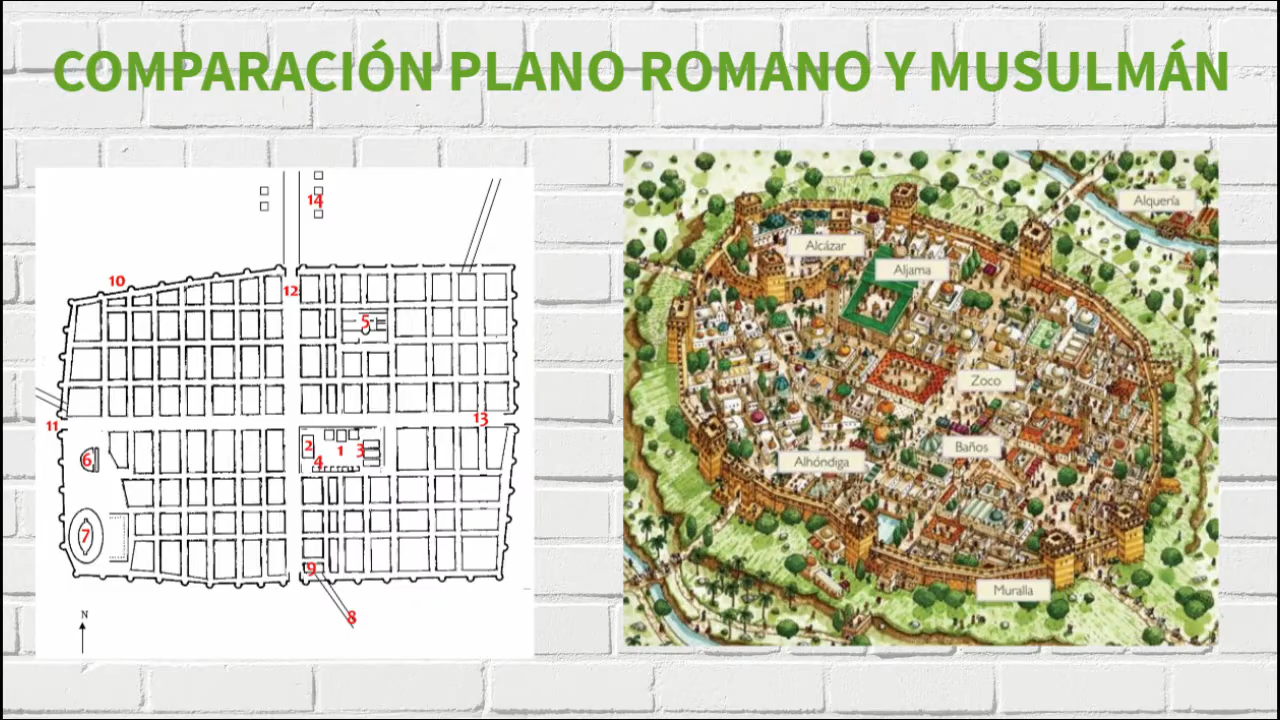 COMPARACIÓN PLANO ROMANO Y MUSULMÁN
14
10
12
5
11
13
6
2
1
3
4
7
9
8
N
Alquería
Alcázar
Aljama
Zoco
Baños
Alhóndiga
Muralla